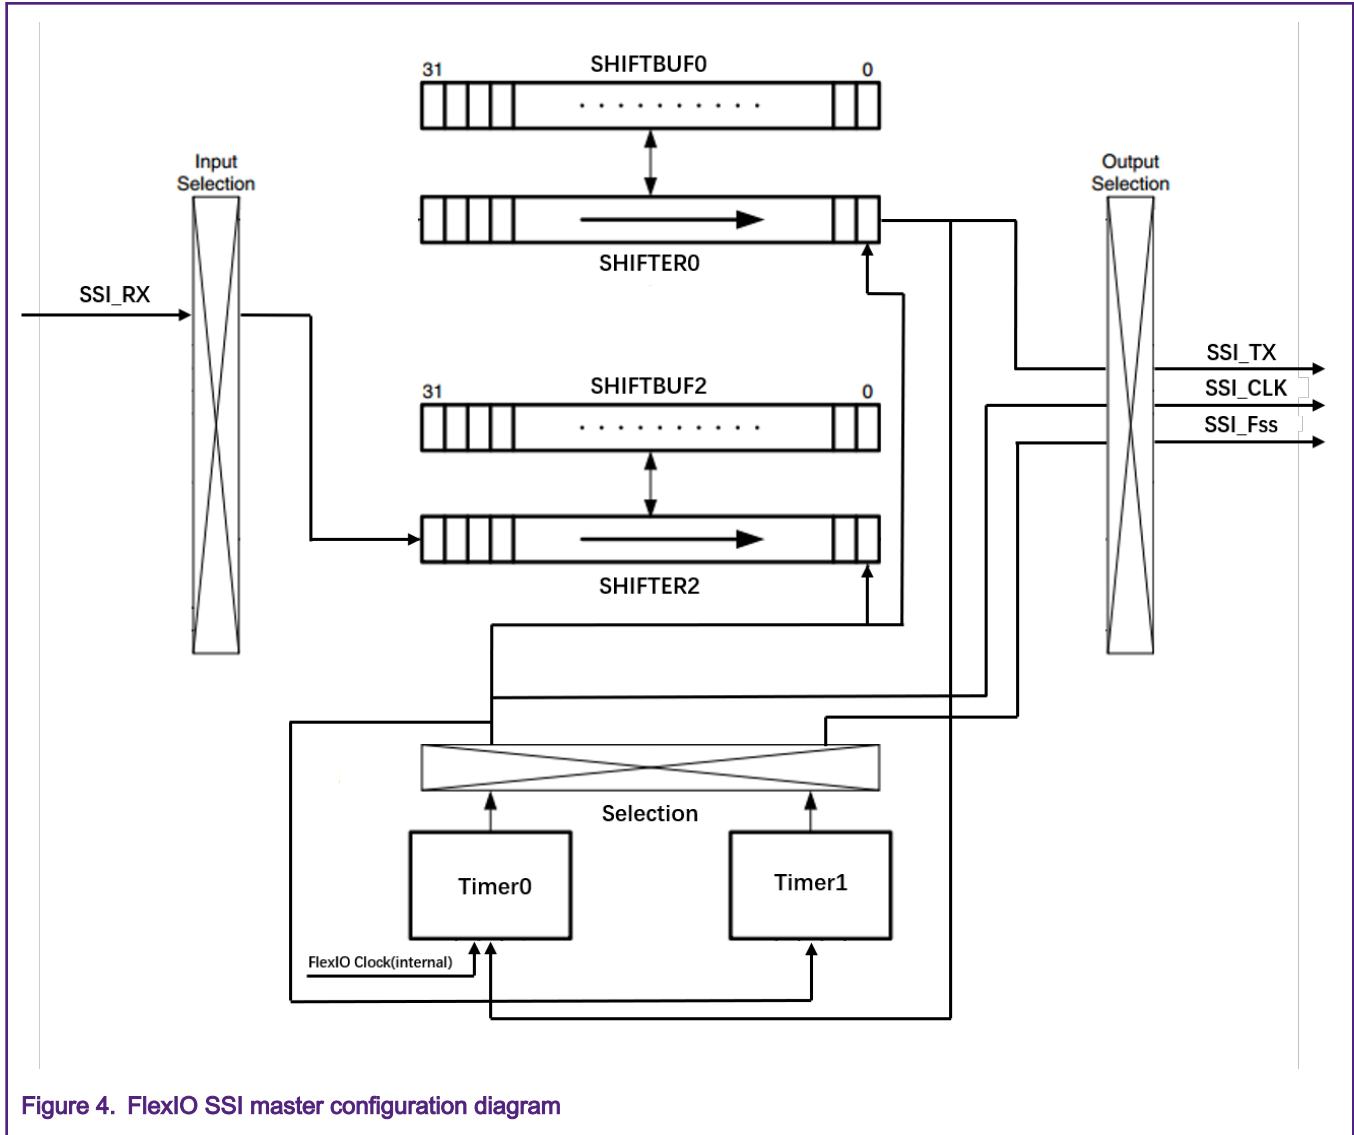 31 SHIFTBUF0 0
Input
Selection
Output
Selection
SHIFTER0
SSI_RX
SSI_TX
31 SHIFTBUF2 0
SSI_CLK
SSI_Fss
SHIFTER2
Selection
Timer0
Timer1
FlexIO Clock(internal)
Figure 4. FlexIO SSI master configuration diagram